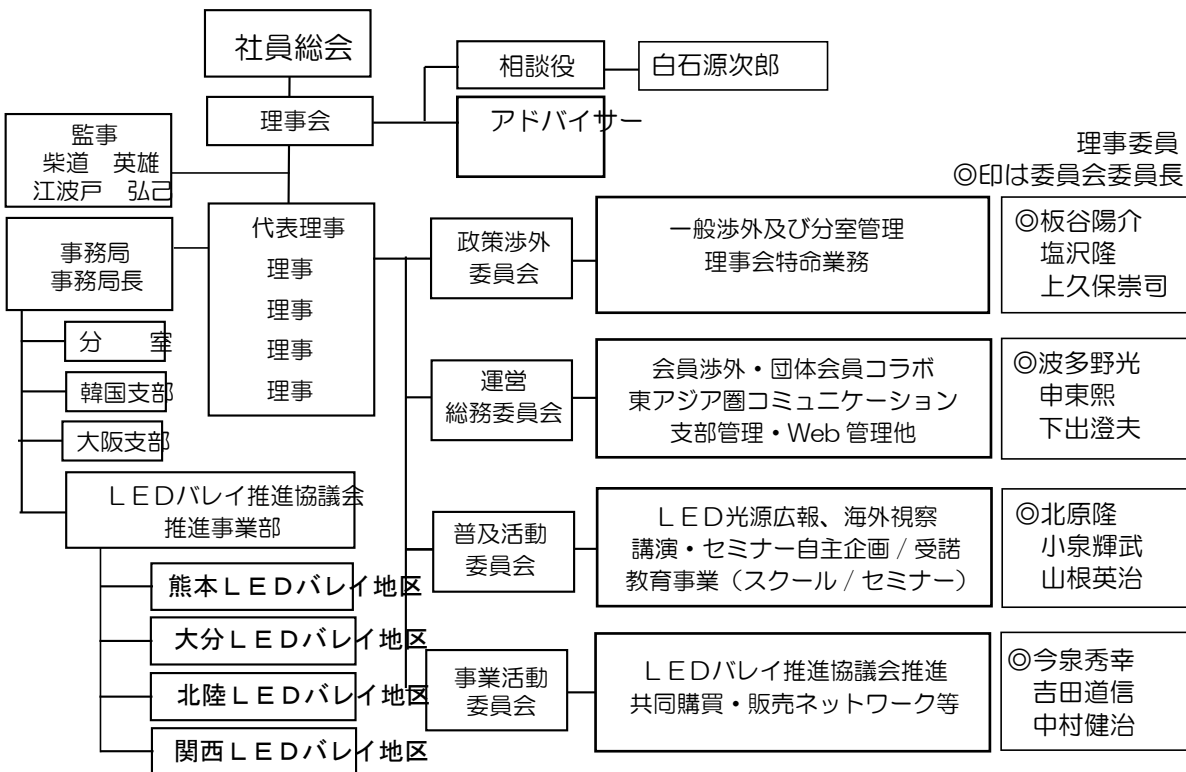 社員総会
相談役
白石源次郎
理事会
アドバイサー
監事
柴道　英雄
江波戸　弘己
理事委員
◎印は委員会委員長
代表理事
理事
理事
理事
理事
事務局
事務局長
分　室
韓国支部
大阪支部
ＬＥＤバレイ推進協議会
推進事業部
熊本ＬＥＤバレイ地区
大分ＬＥＤバレイ地区
北陸ＬＥＤバレイ地区
関西ＬＥＤバレイ地区
政策渉外
委員会
一般渉外及び分室管理
理事会特命業務
◎板谷陽介
塩沢隆
上久保崇司
運営
総務委員会
会員渉外・団体会員コラボ
東アジア圏コミュニケーション
支部管理・Web 管理他
◎波多野光
申東熙
下出澄夫
普及活動
委員会
ＬＥＤ光源広報、海外視察
講演・セミナー自主企画 / 受諾
教育事業（スクール / セミナー）
◎北原隆
小泉輝武
山根英治
事業活動
委員会
ＬＥＤバレイ推進協議会推進
共同購買・販売ネットワーク等
◎今泉秀幸
吉田道信
中村健治